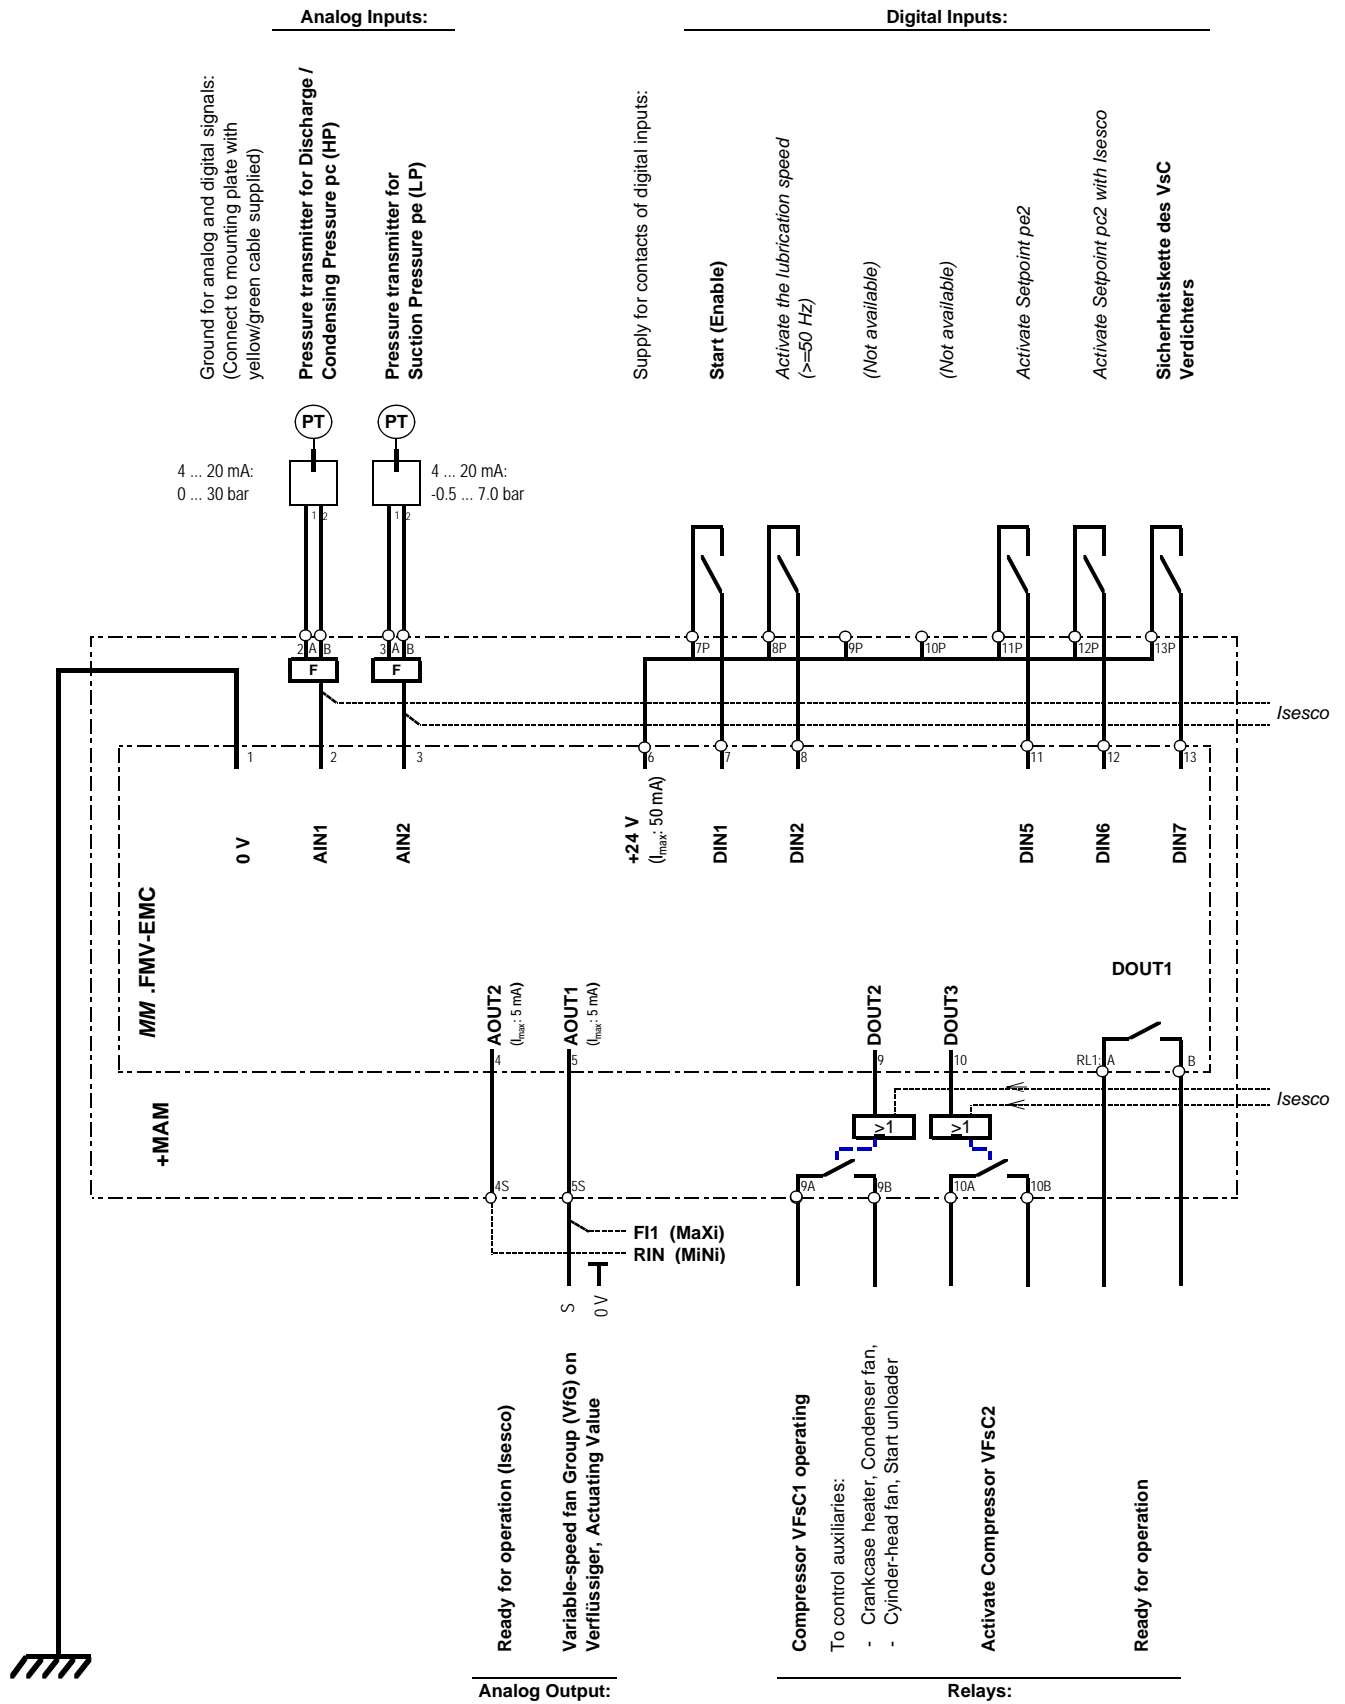 Analog Inputs:
Digital Inputs:
Ground for analog and digital signals:
(Connect to mounting plate with
yellow/green cable supplied)
Pressure transmitter for Discharge /
Condensing Pressure pc (HP)
Pressure transmitter for
Suction Pressure pe (LP)
Supply for contacts of digital inputs:
Start (Enable)
Activate the lubrication speed
(>=50 Hz)
(Not available)
(Not available)
Activate Setpoint pe2
Activate Setpoint pc2 with Isesco
Sicherheitskette des VsC
Verdichters
PT
PT
4 ... 20 mA:
0 ... 30 bar
4 ... 20 mA:
-0.5 ... 7.0 bar
1 2
1 2
2 A B
3 A B
7P
8P
9P
10P
11P
12P
13P
F
F
Isesco
1
2
3
6
7
8
11
12
13
0 V
AIN1
AIN2
+24 V
(Imax: 50 mA)
DIN1
DIN2
DIN5
DIN6
DIN7
MM .FMV-EMC
+MAM
AOUT2
(Imax: 5 mA)
AOUT1
(Imax: 5 mA)
DOUT2
DOUT3
DOUT1
4
5
9
10
RL1: A
B
Isesco
>1
>1
4S
5S
9A
9B
10A
10B
FI1 (MaXi)
RIN (MiNi)
S
0 V
Ready for operation (Isesco)
Variable-speed fan Group (VfG) on
Verflüssiger, Actuating Value
Compressor VFsC1 operating
To control auxiliaries:
- Crankcase heater, Condenser fan,
- Cyinder-head fan, Start unloader
Activate Compressor VFsC2
Ready for operation
Analog Output:
Relays: